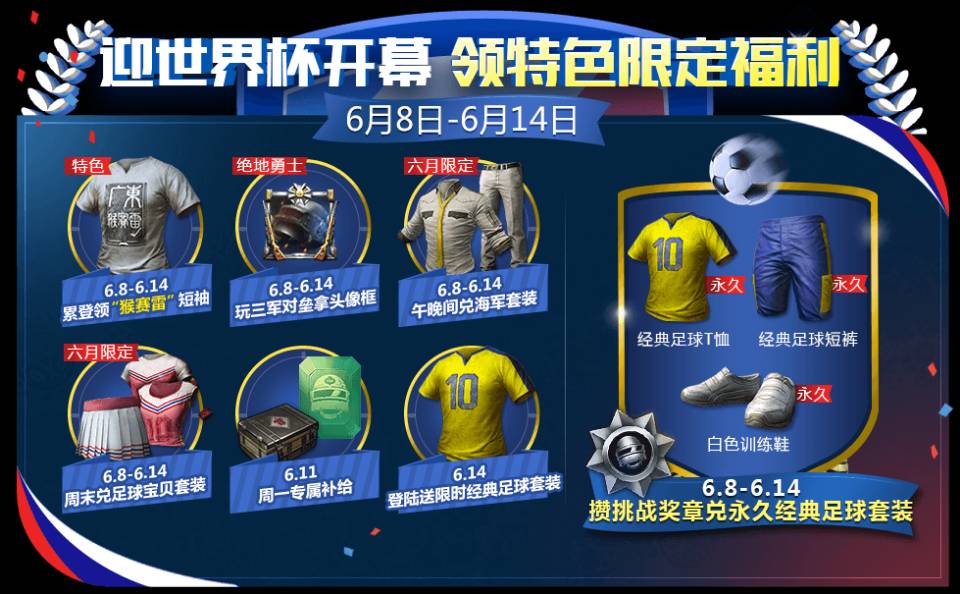 迎世界杯开幕 领特色限定福利
6月8日-6月14日
特色
广東
猴赛雷
6.8-6.14
累登领“猴赛雷”短袖
绝地勇士
6.8-6.14
玩三军对垒拿头像框
六月限定
6.8-6.14
午晚间兑海军套装
六月限定
6.8-6.14
周末兑足球宝贝套装
6.11
周一专属补给
10
6.14
登陆送限时经典足球套装
10
永久
经典足球T恤
永久
经典足球短裤
永久
白色训练鞋
6.8-6.14
攒挑战奖章兑永久经典足球套装